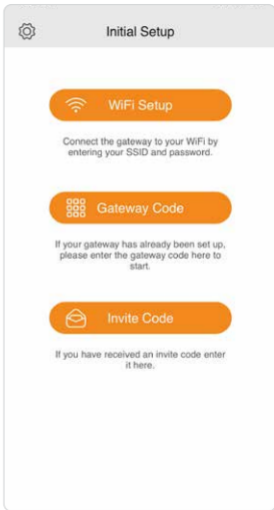 Initial Setup
WiFi Setup
Connect the gateway to your WiFi by
entering your SSID and password.
Gateway Code
If your gateway has already been set up,
please enter the gateway code here to
start.
Invite Code
If you have received an invite code enter
it here.